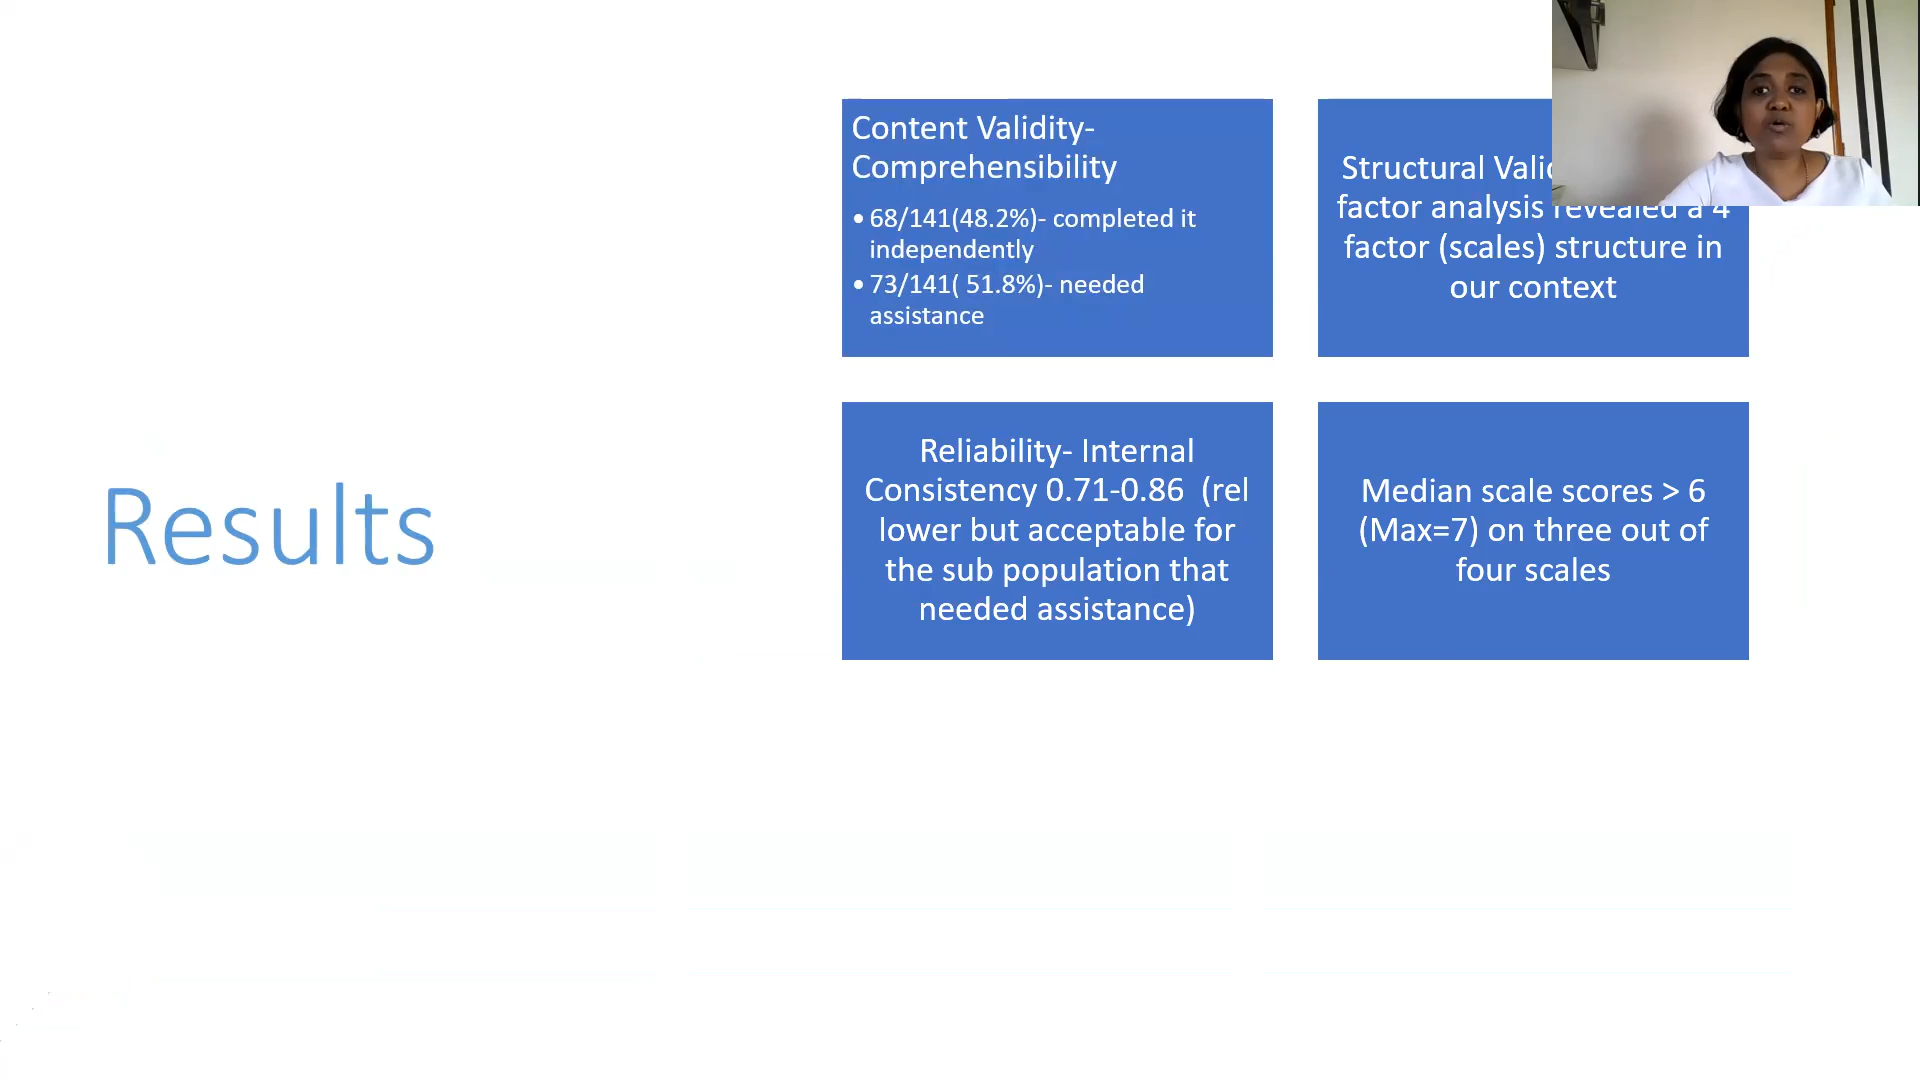 Results
Content Validity-
Comprehensibility
• 68/141(48.2%)- completed it
independently
• 73/141( 51.8%)- needed
assistance
Structural
factor analysis revealed a 4
factor (scales) structure in
our context
Reliability- Internal
Consistency 0.71-0.86 (rel
lower but acceptable for
the sub population that
needed assistance)
Median scale scores > 6
(Max=7) on three out of
four scales